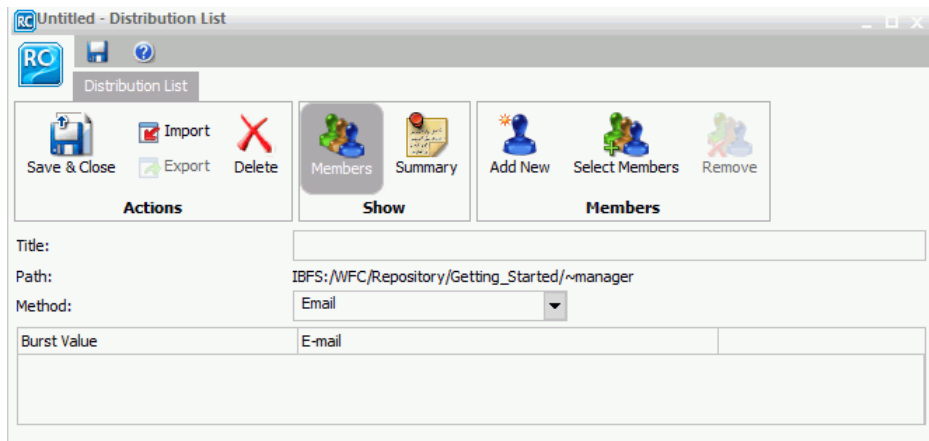 RC Untitled - Distribution List
RC
Distribution List
Import
Save & Close Export Delete Members Summary Add New Select Members Remove
Actions Show Members
Title:
Path: IBFS:/WFC/Repository/Getting_Started/~manager
Method: Email
Burst Value E-mail